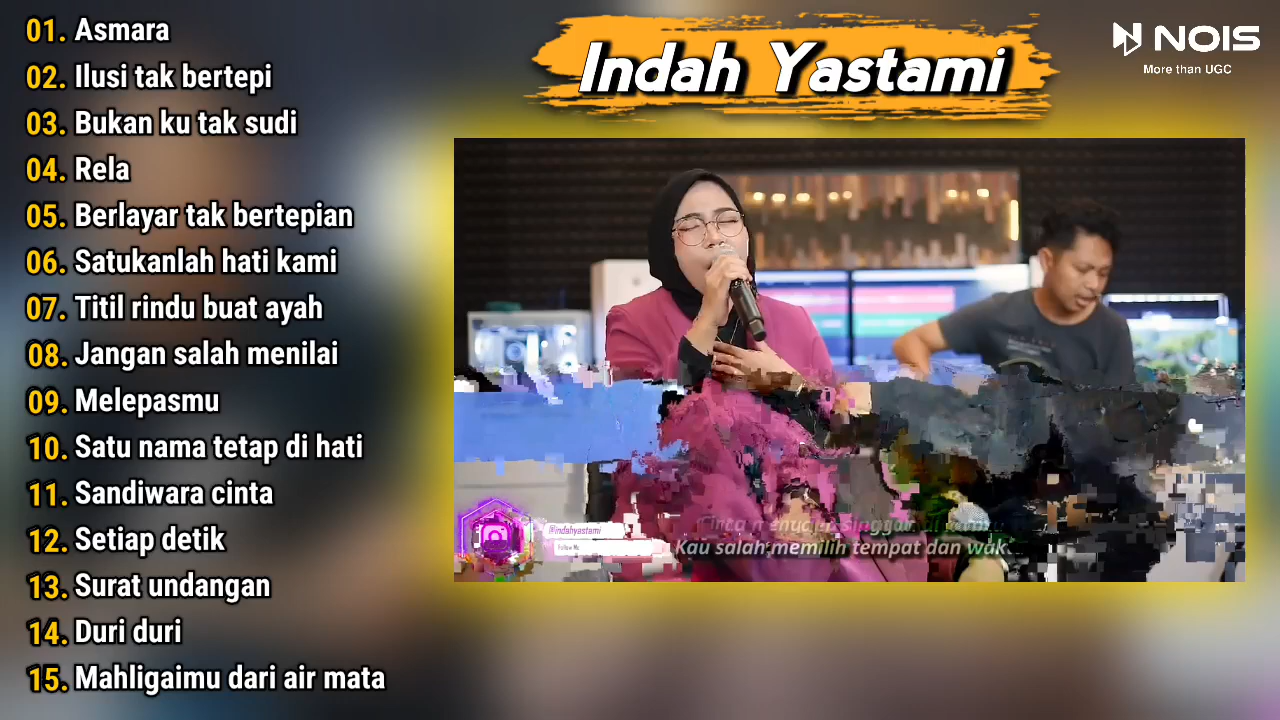 01. Asmara
02. Ilusi tak bertepi
03. Bukan ku tak sudi
04. Rela
05. Berlayar tak bertepian
06. Satukanlah hati kami
07. Titil rindu buat ayah
08. Jangan salah menilai
09. Melepasmu
10. Satu nama tetap di hati
11. Sandiwara cinta
12. Setiap detik
13. Surat undangan
14. Duri duri
15. Mahligaimu dari air mata
Indah Yastami
NOIS
More than UGC
@indahyastami
Follow Me
Cinta
Kau salah memilih tempat dan